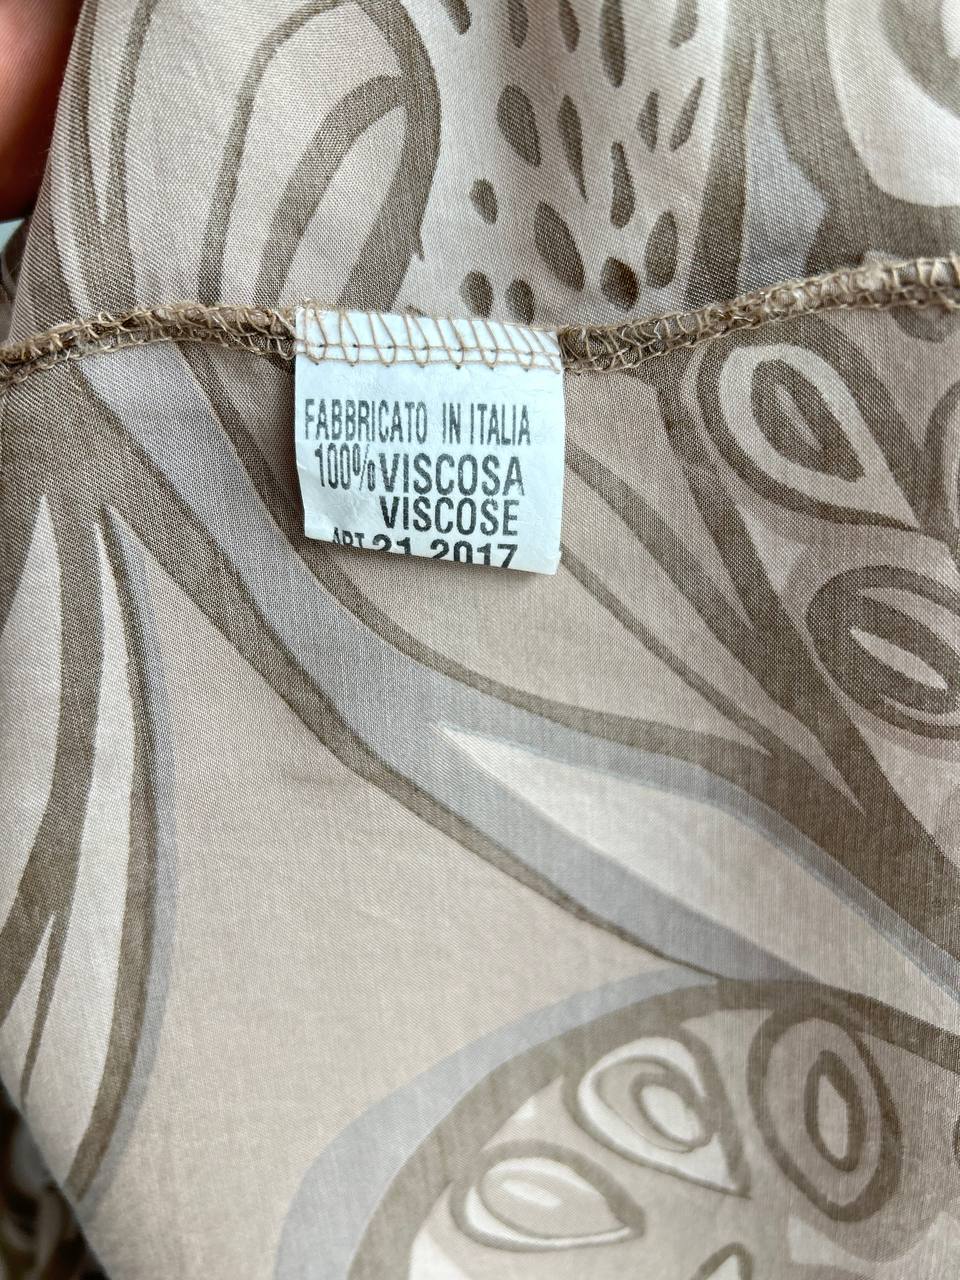 FABBRICATO IN ITALIA
100% VISCOSA
VISCOSE
ART 21 2017